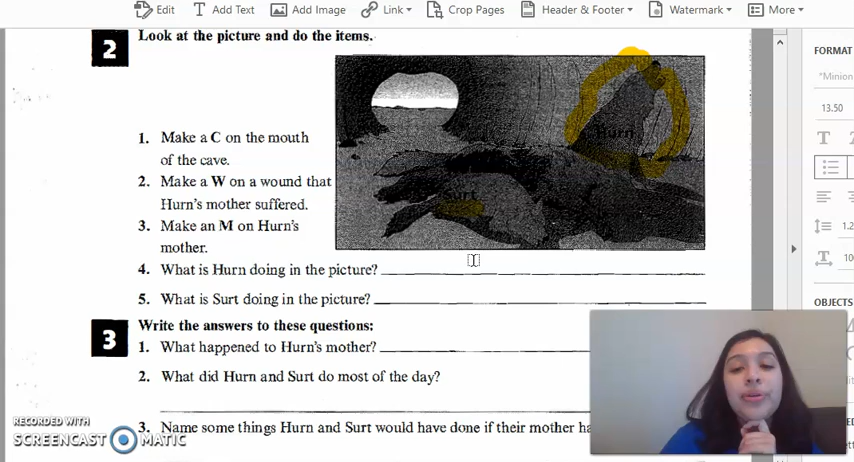 Edit Add Text Add Image Link Crop Pages Header & Footer Watermark More
2 Look at the picture and do the items.
FORMAT
13.50
Hurn
1. Make a C on the mouth
of the cave.
2. Make a W on a wound that
Hurn's mother suffered.
Surt
3. Make an M on Hurn's
mother.
1.2
4. What is Hurn doing in the picture?
10
5. What is Surt doing in the picture?
OBJECTS
3 Write the answers to these questions:
1. What happened to Hurn's mother?
2. What did Hurn and Surt do most of the day?
RECORDED WITH
SCREENCAST MATIC
3. Name some things Hurn and Surt would have done if their mother ha